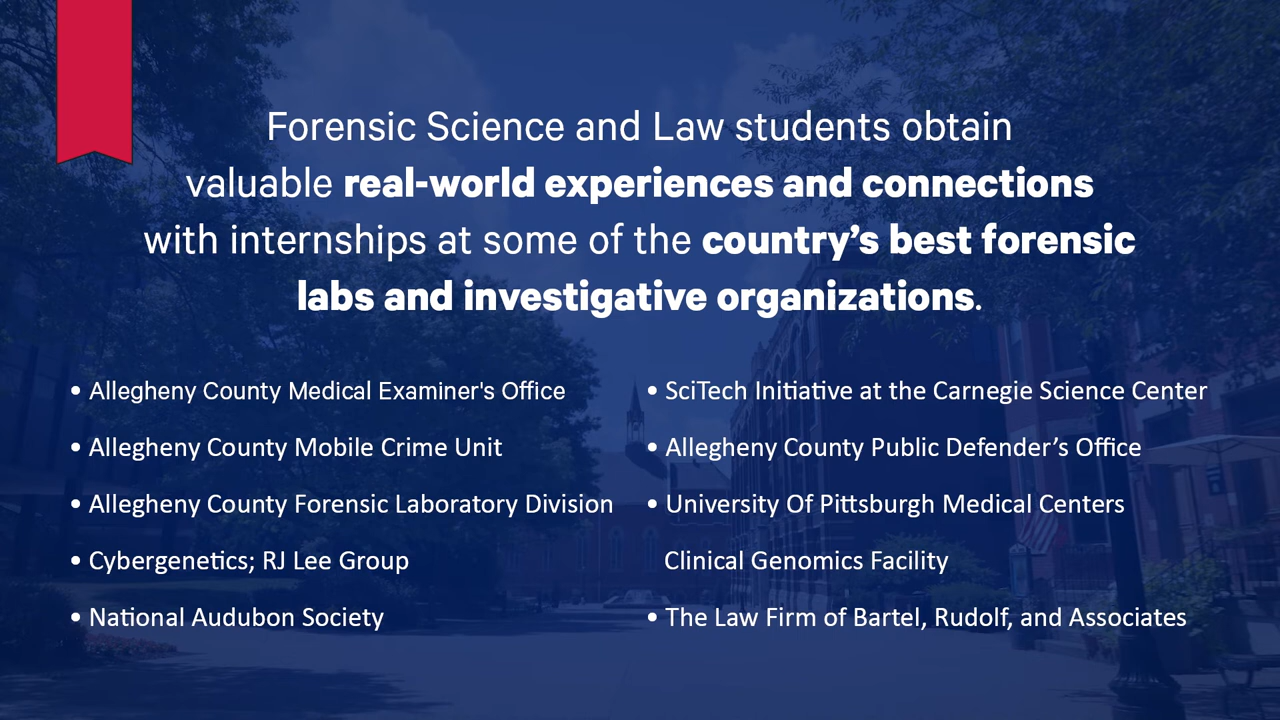 Forensic Science and Law students obtain
valuable real-world experiences and connections
with internships at some of the country’s best forensic
labs and investigative organizations.
• Allegheny County Medical Examiner's Office
• Allegheny County Mobile Crime Unit
• Allegheny County Forensic Laboratory Division
• Cybergenetics; RJ Lee Group
• National Audubon Society
• SciTech Initiative at the Carnegie Science Center
• Allegheny County Public Defender’s Office
• University Of Pittsburgh Medical Centers
Clinical Genomics Facility
• The Law Firm of Bartel, Rudolf, and Associates